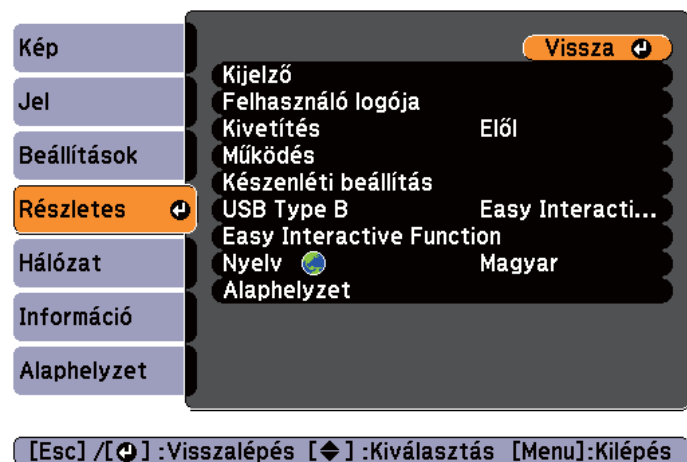 Kép
Jel
Beállítások
Részletes
Hálózat
Információ
Alaphelyzet
Vissza
Kijelző
Felhasználó logója
Kivetítés Elől
Működés
Készenléti beállítás
USB Type B Easy Interacti...
Easy Interactive Function
Nyelv Magyar
Alaphelyzet
[Esc] /[ ] :Visszalépés [ ] :Kiválasztás [Menu]:Kilépés